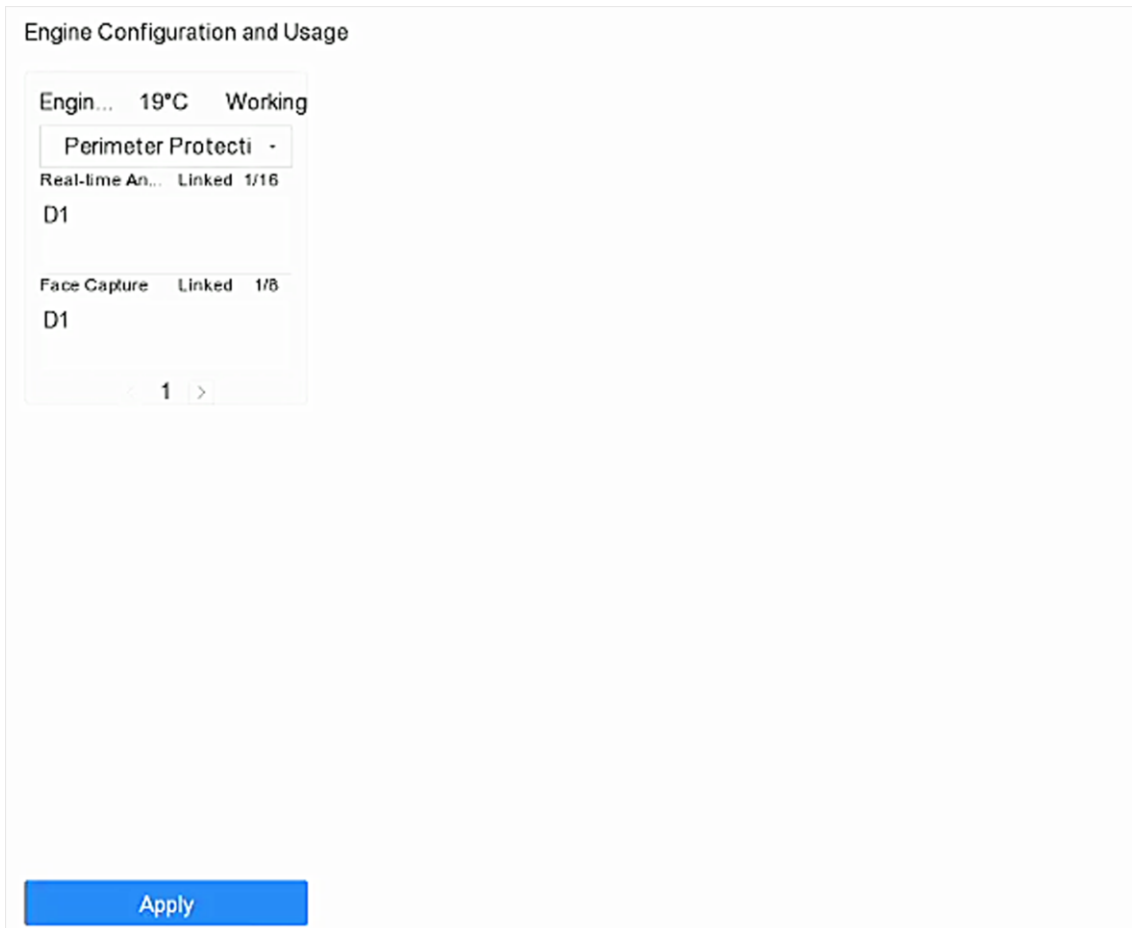 Engine Configuration and Usage
Engin... 19°C Working
Perimeter Protecti
Real-time An... Linked 1/16
D1
Face Capture Linked 1/8
D1
< 1 >
Apply